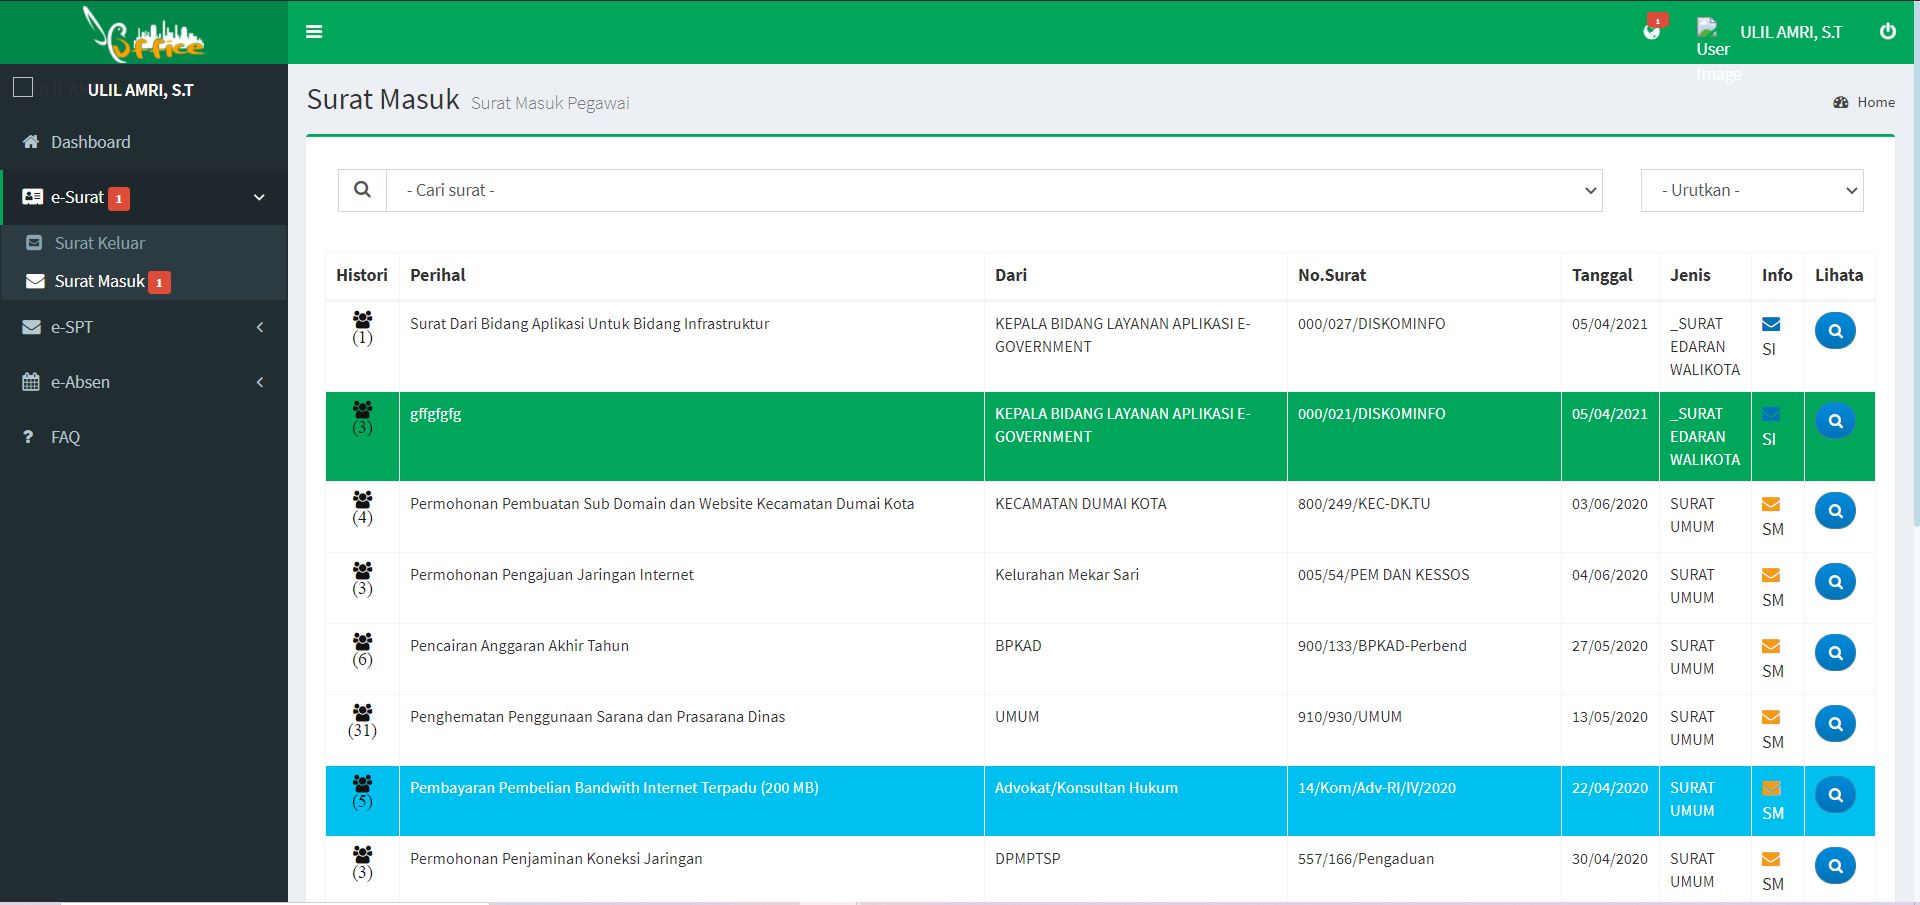 Office
1
User
Image
ULIL AMRI, S.T
ULIL AMRI, S.T
Surat Masuk Surat Masuk Pegawai
Home
Dashboard
e-Surat 1
Surat Keluar
Surat Masuk 1
e-SPT
e-Absen
? FAQ
- Cari surat -
- Urutkan -
Histori Perihal Dari No.Surat Tanggal Jenis Info Lihata
(1) Surat Dari Bidang Aplikasi Untuk Bidang Infrastruktur KEPALA BIDANG LAYANAN APLIKASI E- 000/027/DISKOMINFO 05/04/2021 _SURAT
GOVERNMENT EDARAN SI
WALIKOTA
(3) gffgfgfg KEPALA BIDANG LAYANAN APLIKASI E- 000/021/DISKOMINFO 05/04/2021 _SURAT
GOVERNMENT EDARAN SI
WALIKOTA
(4) Permohonan Pembuatan Sub Domain dan Website Kecamatan Dumai Kota KECAMATAN DUMAI KOTA 800/249/KEC-DK.TU 03/06/2020 SURAT
UMUM SM
(3) Permohonan Pengajuan Jaringan Internet Kelurahan Mekar Sari 005/54/PEM DAN KESSOS 04/06/2020 SURAT
UMUM SM
(6) Pencairan Anggaran Akhir Tahun BPKAD 900/133/BPKAD-Perbend 27/05/2020 SURAT
UMUM SM
(31) Penghematan Penggunaan Sarana dan Prasarana Dinas UMUM 910/930/UMUM 13/05/2020 SURAT
UMUM SM
(5) Pembayaran Pembelian Bandwith Internet Terpadu (200 MB) Advokat/Konsultan Hukum 14/Kom/Adv-RI/IV/2020 22/04/2020 SURAT
UMUM SM
(3) Permohonan Penjaminan Koneksi Jaringan DPMPTSP 557/166/Pengaduan 30/04/2020 SURAT
UMUM SM